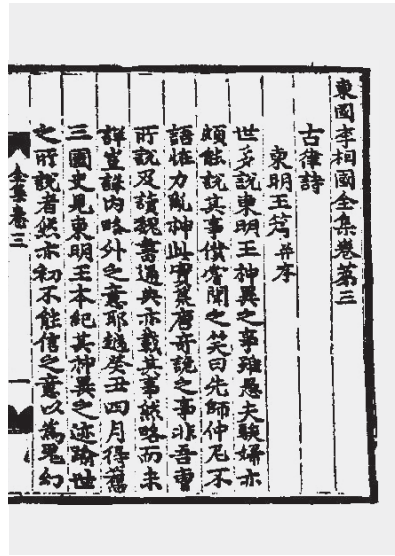 東國李相國全集卷第三
古律詩
東明王篇 并序
世多說東明王神異之事雖愚夫騃婦亦
頗能說其事僕嘗聞之笑曰先師仲尼不
語怪力亂神此實荒唐奇詭之事非吾曹
所說及讀魏書通典亦載其事然略而未
詳豈詳內略外之意耶越癸丑四月得舊
三國史見東明王本紀其神異之迹踰世
之所說者然亦初不能信之意以爲鬼幻
全集卷三
一